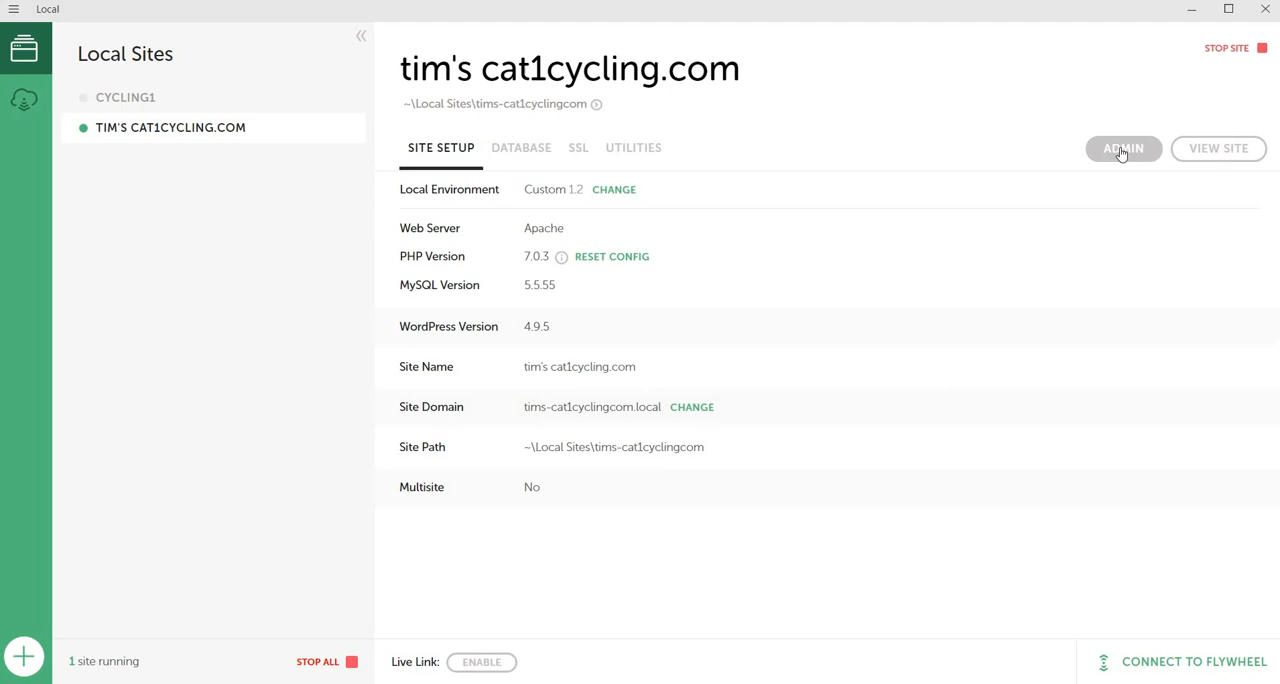 Local
Local Sites
CYCLING1
TIM'S CAT1CYCLING.COM
1 site running
STOP ALL
STOP SITE
tim's cat1cycling.com
~\Local Sites\tims-cat1cyclingcom
SITE SETUP DATABASE SSL UTILITIES
ADMIN VIEW SITE
Local Environment Custom 1.2 CHANGE
Web Server Apache
PHP Version 7.0.3 i RESET CONFIG
MySQL Version 5.5.55
WordPress Version 4.9.5
Site Name tim's cat1cycling.com
Site Domain tims-cat1cyclingcom.local CHANGE
Site Path ~\Local Sites\tims-cat1cyclingcom
Multisite No
Live Link: ENABLE
CONNECT TO FLYWHEEL